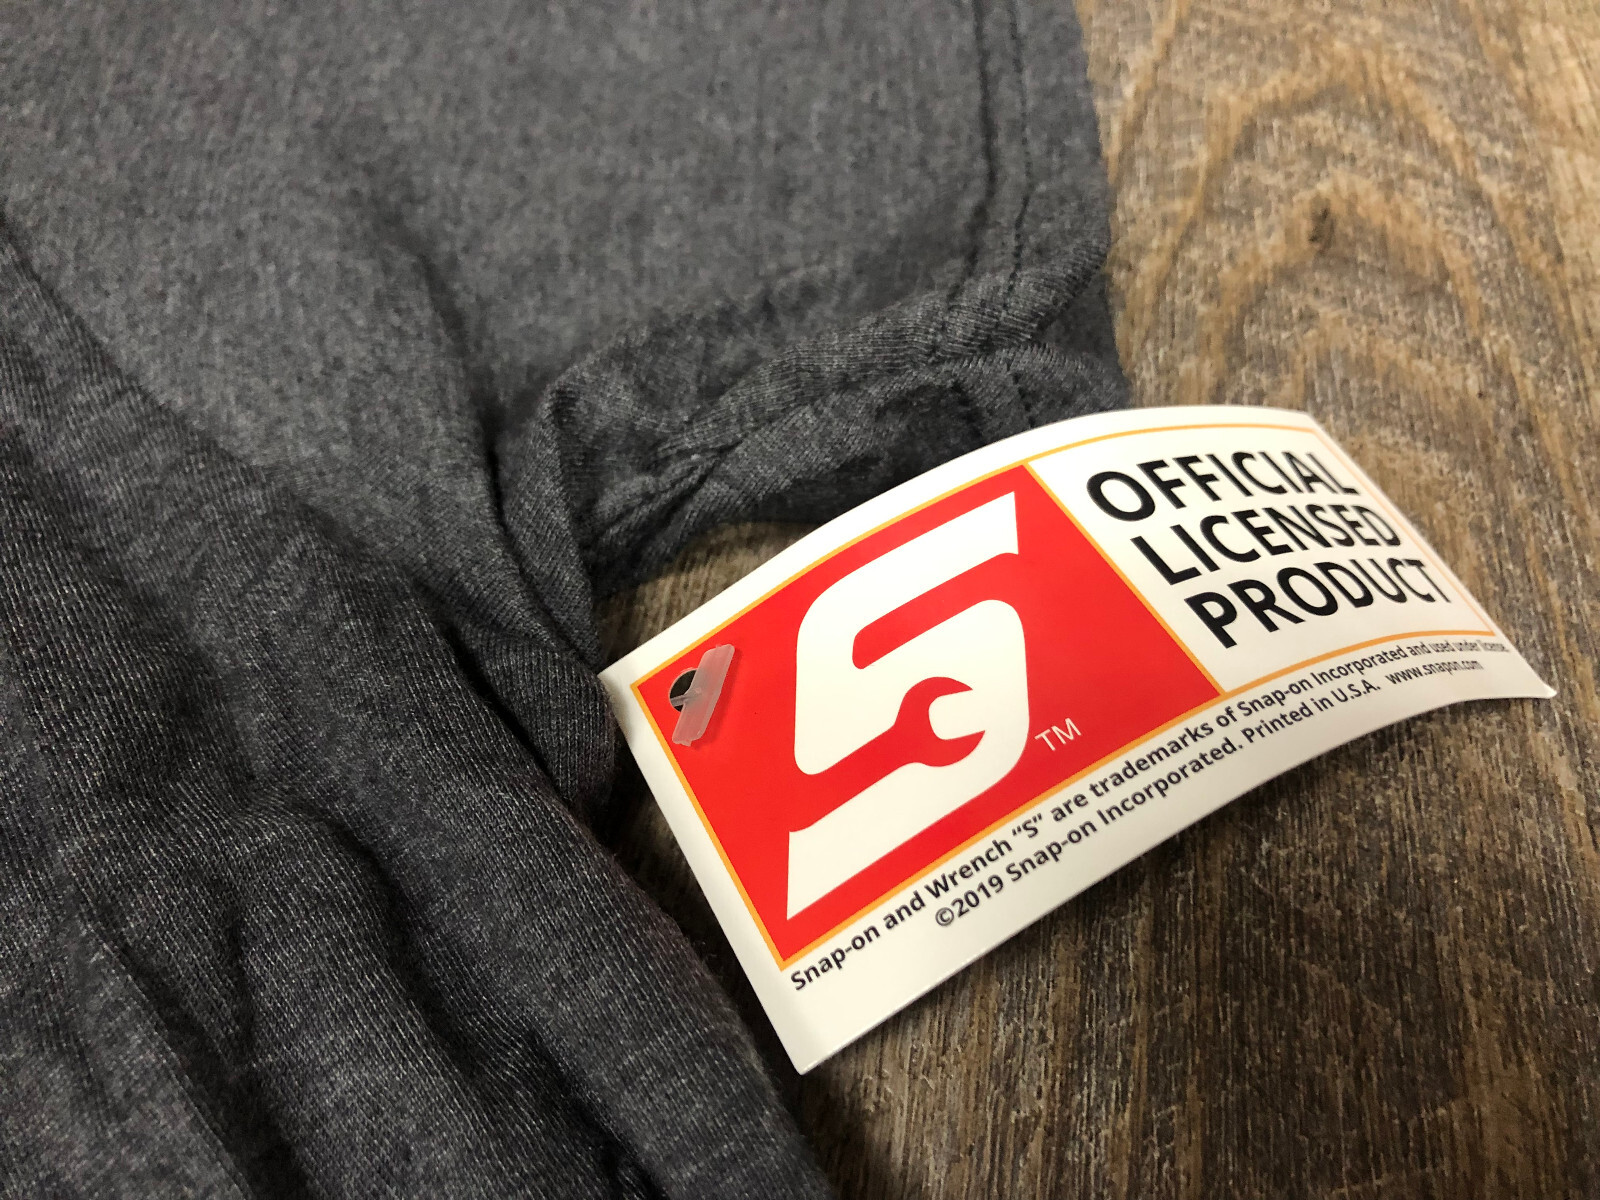 OFFICIAL
LICENSED
PRODUCT
TM
Snap-on and Wrench “S” are trademarks of Snap-on Incorporated and used under license.
©2019 Snap-on Incorporated. Printed in U.S.A. www.snapon.com